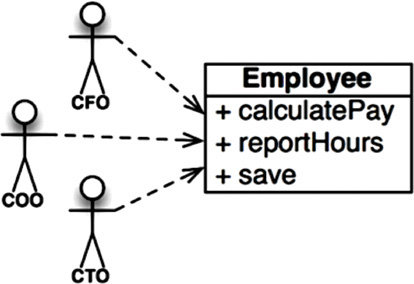 CFO
Employee
+ calculatePay
+ reportHours
+ save
COO
CTO